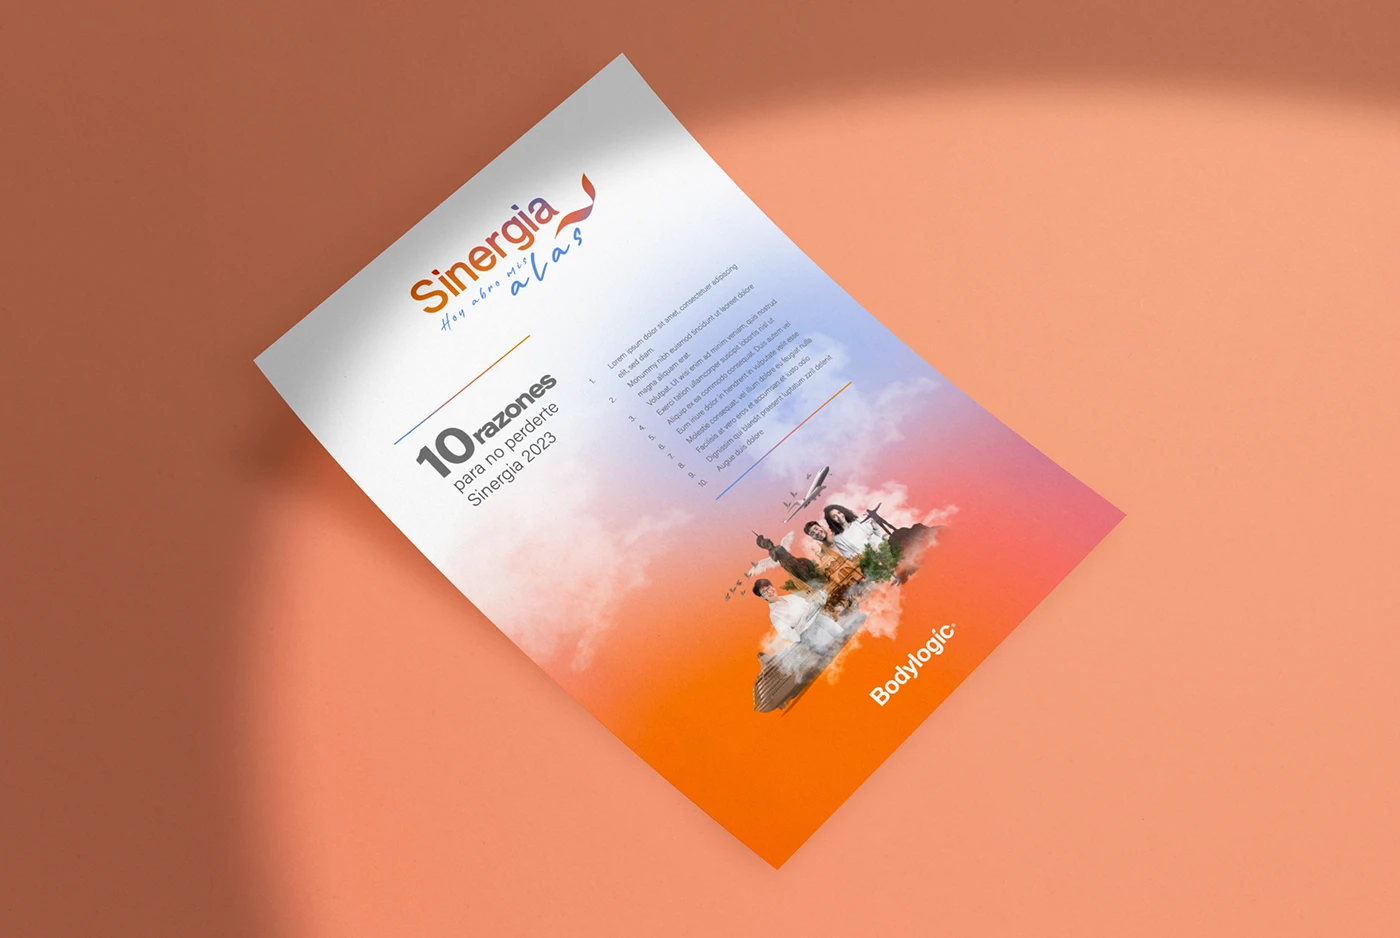 Sinergia
Hoy abro mis
alas
10 razones
para no perderte
Sinergia 2023
1. Lorem ipsum dolor sit amet, consectetuer adipiscing
elit, sed diam.
2. Monummy nibh euismod tincidunt ut laoreet dolore
magna aliquam erat.
3. Volutpat. Ut wisi enim ad minim veniam, quis nostrud
4. Exerci tation ullamcorper suscipit lobortis nisl ut
5. Aliquip ex ea commodo consequat. Duis autem vel
6. Eum iriure dolor in hendrerit in vulputate velit esse
7. Molestie consequat, vel illum dolore eu feugiat nulla
8. Facilisis at vero eros et accumsan et iusto odio
9. Dignissim qui blandit praesent luptatum zzril delenit
10. Augue duis dolore
Bodylogic®